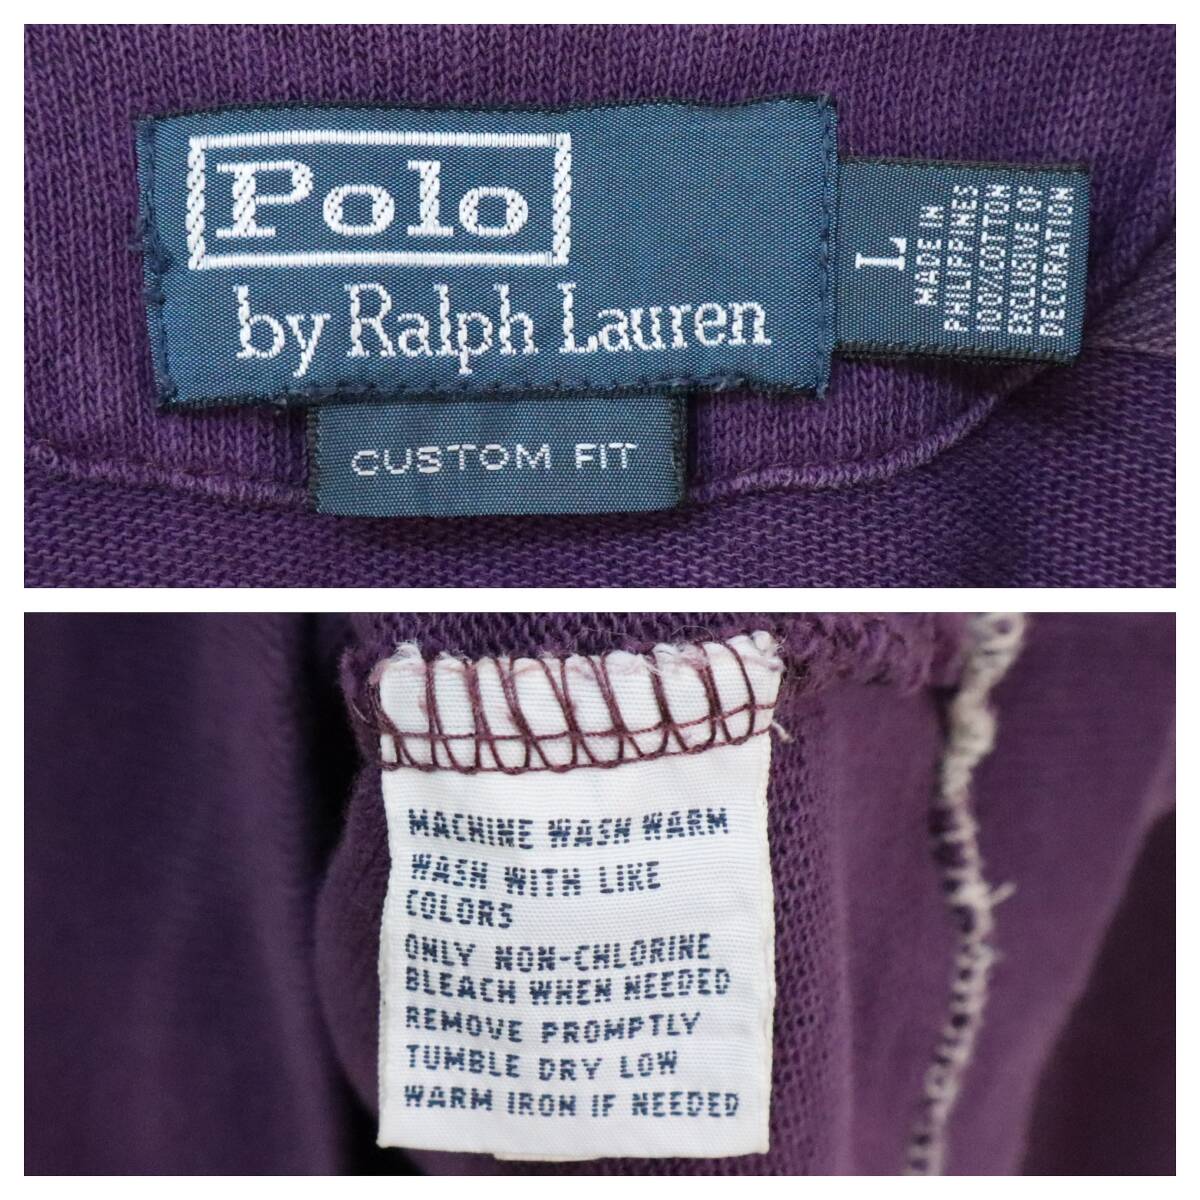 Polo
by Ralph Lauren
CUSTOM FIT
L
MADE IN
PHILIPPINES
100%COTTON
EXCLUSIVE OF
DECORATION
MACHINE WASH WARM
WASH WITH LIKE
COLORS
ONLY NON-CHLORINE
BLEACH WHEN NEEDED
REMOVE PROMPTLY
TUMBLE DRY LOW
WARM IRON IF NEEDED